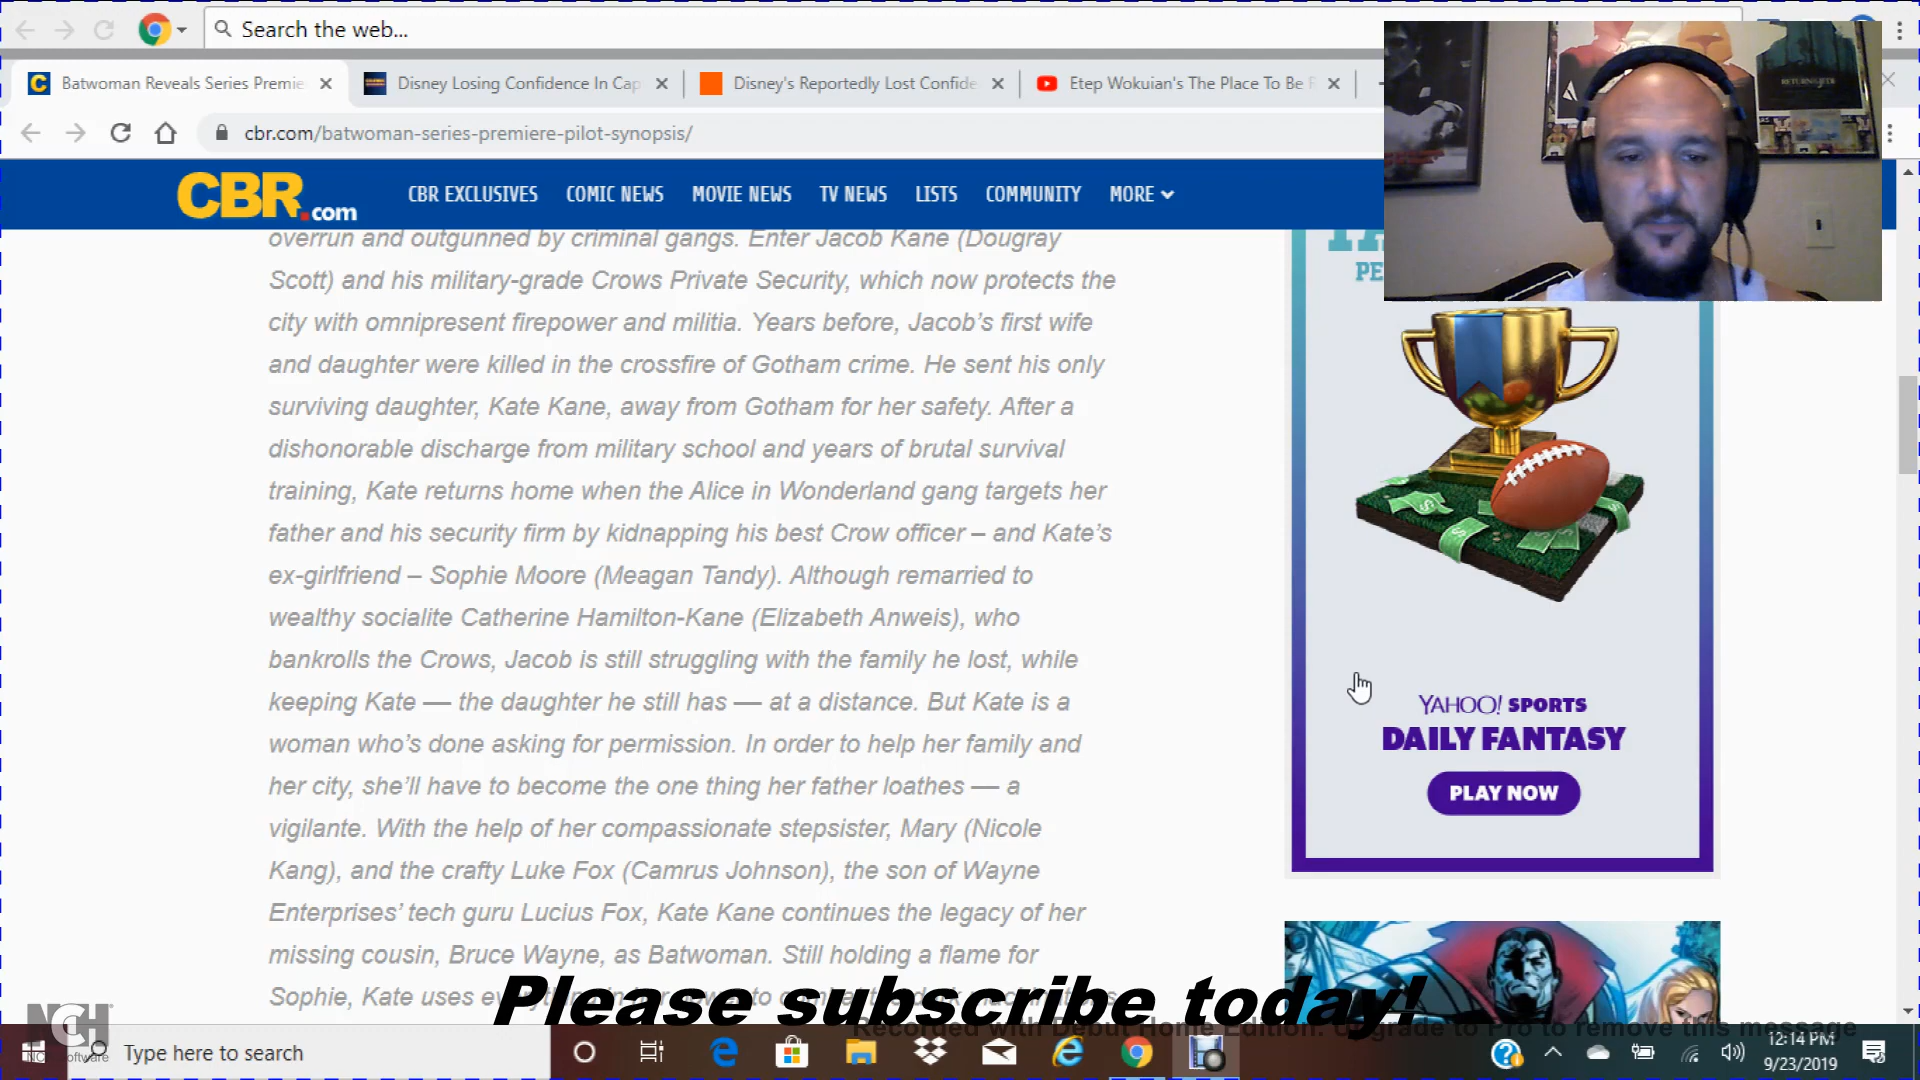 Search the web...
Batwoman Reveals Series Premie
Disney Losing Confidence In Cap
Disney's Reportedly Lost Confide
Etep Wokuian's The Place To Be
cbr.com/batwoman-series-premiere-pilot-synopsis/
CBR.com
CBR EXCLUSIVES
COMIC NEWS
MOVIE NEWS
TV NEWS
LISTS
COMMUNITY
MORE
overrun and outgunned by criminal gangs. Enter Jacob Kane (Dougray
Scott) and his military-grade Crows Private Security, which now protects the
city with omnipresent firepower and militia. Years before, Jacob's first wife
and daughter were killed in the crossfire of Gotham crime. He sent his only
surviving daughter, Kate Kane, away from Gotham for her safety. After a
dishonorable discharge from military school and years of brutal survival
training, Kate returns home when the Alice in Wonderland gang targets her
father and his security firm by kidnapping his best Crow officer – and Kate's
ex-girlfriend – Sophie Moore (Meagan Tandy). Although remarried to
wealthy socialite Catherine Hamilton-Kane (Elizabeth Anweis), who
bankrolls the Crows, Jacob is still struggling with the family he lost, while
keeping Kate — the daughter he still has — at a distance. But Kate is a
woman who's done asking for permission. In order to help her family and
her city, she'll have to become the one thing her father loathes — a
vigilante. With the help of her compassionate stepsister, Mary (Nicole
Kang), and the crafty Luke Fox (Camrus Johnson), the son of Wayne
Enterprises' tech guru Lucius Fox, Kate Kane continues the legacy of her
missing cousin, Bruce Wayne, as Batwoman. Still holding a flame for
Sophie, Kate uses
YAHOO! SPORTS
DAILY FANTASY
PLAY NOW
Please subscribe today!
Recorded with Debut Home Edition. Upgrade to Pro to remove this message
NCH
NCH Software
Type here to search
12:14 PM
9/23/2019